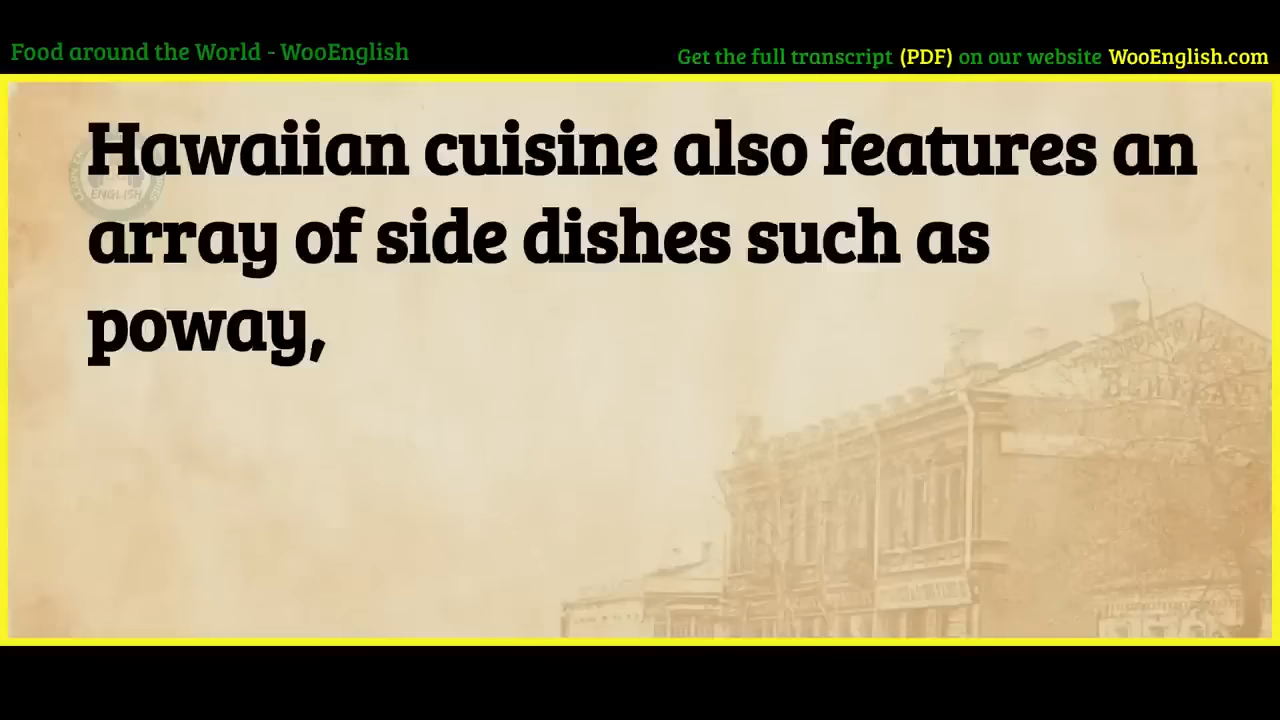 Food around the World - WooEnglish
Get the full transcript (PDF) on our website WooEnglish.com
Hawaiian cuisine also features an
array of side dishes such as
poway,
ENGLISH